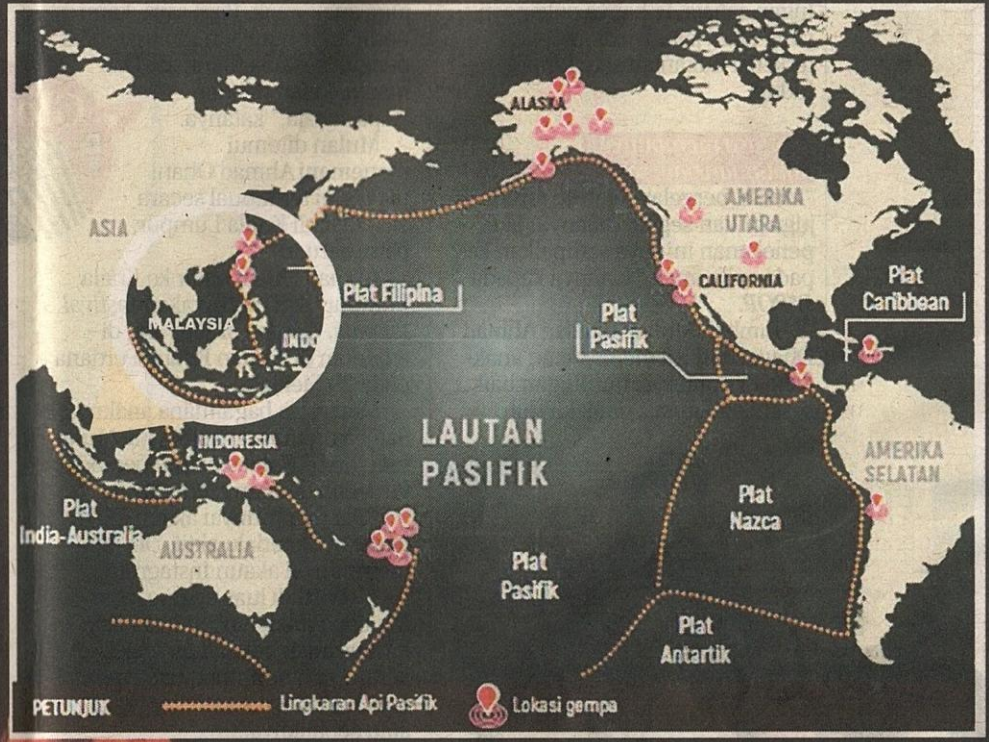 ALASKA
ASIA
AMERIKA
UTARA
CALIFORNIA
Plat
Caribbean
Plat Filipina
MALAYSIA
INDO
Plat
Pasifik
LAUTAN
PASIFIK
INDONESIA
AMERIKA
SELATAN
Plat
India-Australia
AUSTRALIA
Plat
Nazca
Plat
Pasifik
Plat
Antartik
PETUNJUK
Lingkaran Api Pasifik
Lokasi gempa